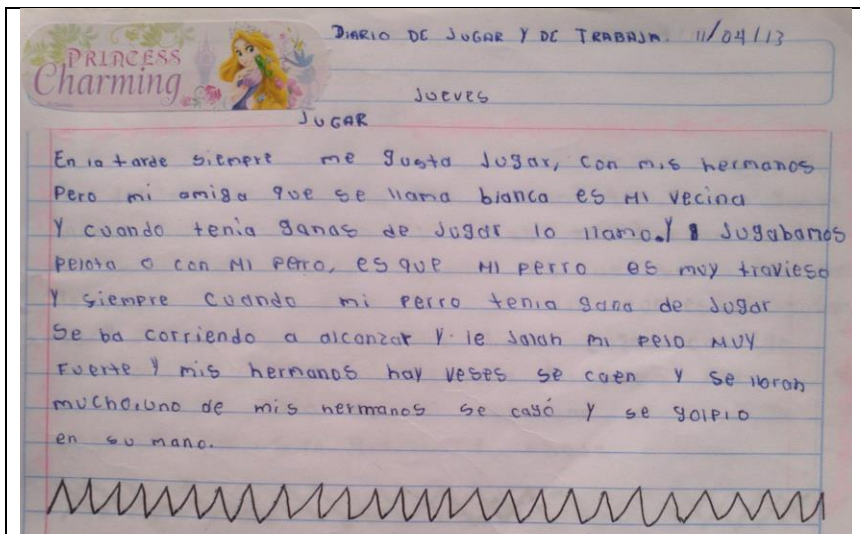 DIARIO DE JUGAR Y DE TRABAJA. 11/04/13
PRINCESS
Charming
JUEVES
JUGAR
En la tarde siempre me gusta Jugar, con mis hermanos
Pero mi amiga que se llama bianca es MI vecina
Y cuando tenia ganas de Jugar lo llamo. Y Jugabamos
Pelota o con MI Perro, es que MI perro es muy travieso
Y siempre cuando mi perro tenia gana de Jugar
Se ba corriendo a alcanzar Y le Jalan mi pelo MUY
Fuerte Y mis hermanos hay veses se caen Y se lloran
mucho. uno de mis hermanos se cayó Y se golpio
en su mano.